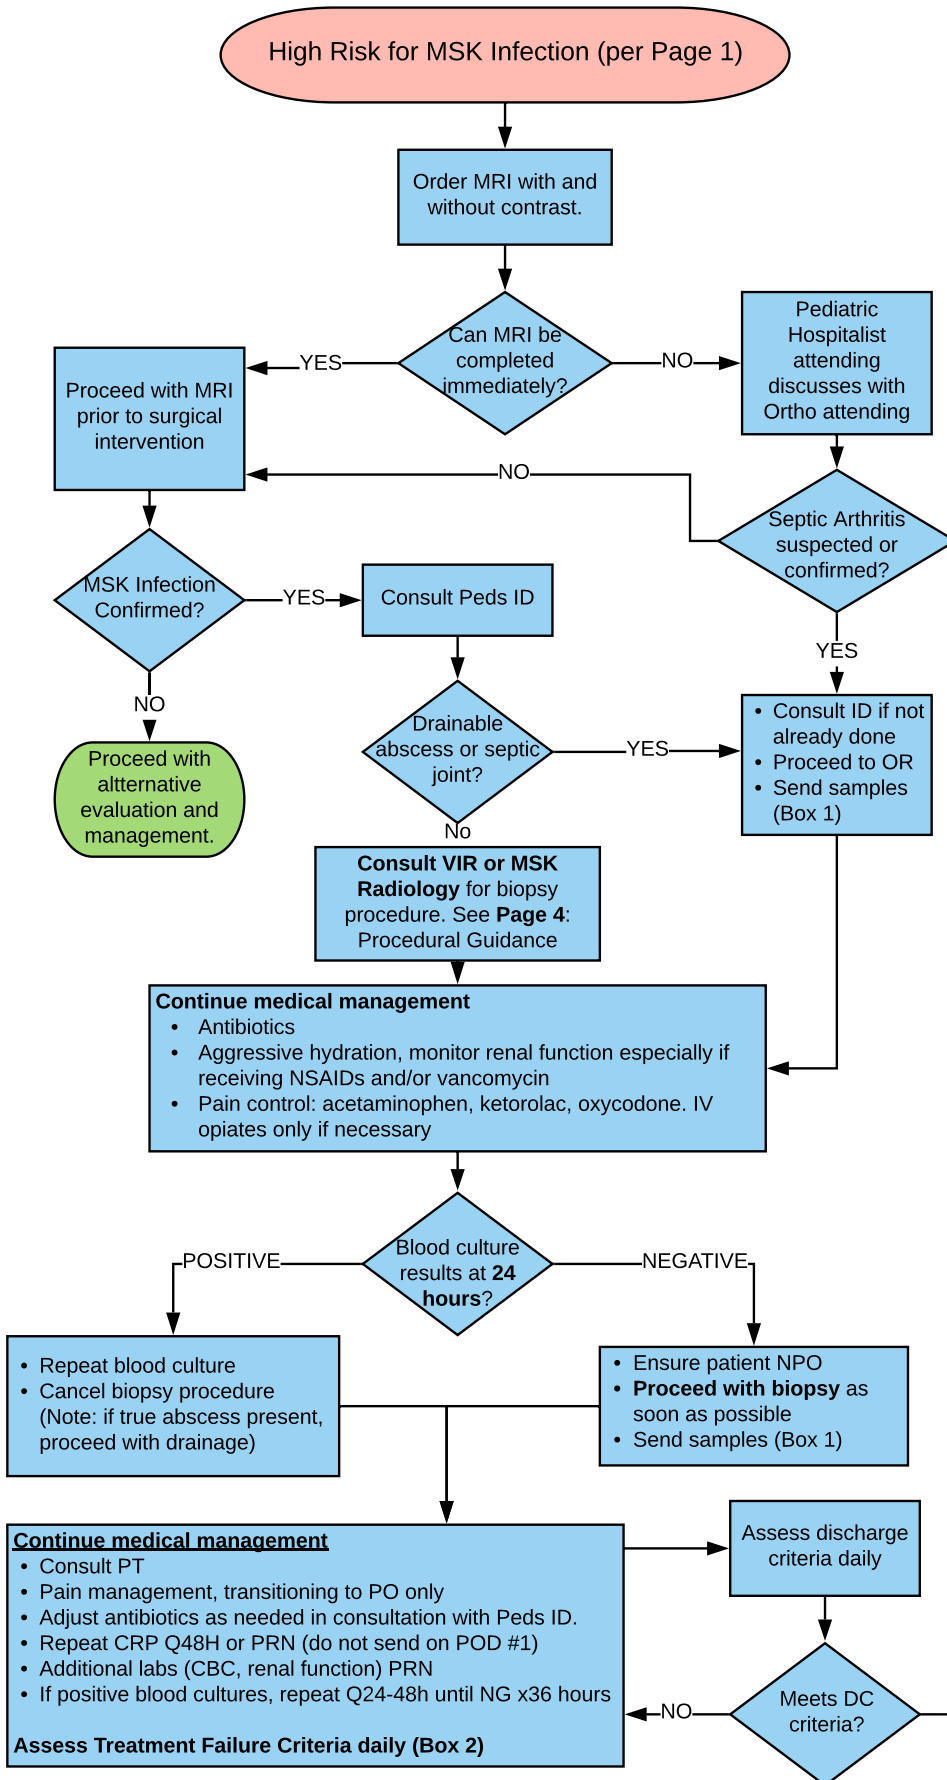 High Risk for MSK Infection (per Page 1)
Order MRI with and
without contrast.
Can MRI be
completed
immediately?
YES
NO
Pediatric
Hospitalist
attending
discusses with
Ortho attending
Proceed with MRI
prior to surgical
intervention
NO
Septic Arthritis
suspected or
confirmed?
MSK Infection
Confirmed?
YES
Consult Peds ID
YES
NO
Drainable
abscess or septic
joint?
YES
• Consult ID if not
already done
• Proceed to OR
• Send samples
(Box 1)
Proceed with
altternative
evaluation and
management.
No
Consult VIR or MSK
Radiology for biopsy
procedure. See Page 4:
Procedural Guidance
Continue medical management
• Antibiotics
• Aggressive hydration, monitor renal function especially if
receiving NSAIDs and/or vancomycin
• Pain control: acetaminophen, ketorolac, oxycodone. IV
opiates only if necessary
Blood culture
results at 24
hours?
POSITIVE
NEGATIVE
• Repeat blood culture
• Cancel biopsy procedure
(Note: if true abscess present,
proceed with drainage)
• Ensure patient NPO
• Proceed with biopsy as
soon as possible
• Send samples (Box 1)
Continue medical management
• Consult PT
• Pain management, transitioning to PO only
• Adjust antibiotics as needed in consultation with Peds ID.
• Repeat CRP Q48H or PRN (do not send on POD #1)
• Additional labs (CBC, renal function) PRN
• If positive blood cultures, repeat Q24-48h until NG x36 hours
Assess Treatment Failure Criteria daily (Box 2)
Assess discharge
criteria daily
Meets DC
criteria?
NO